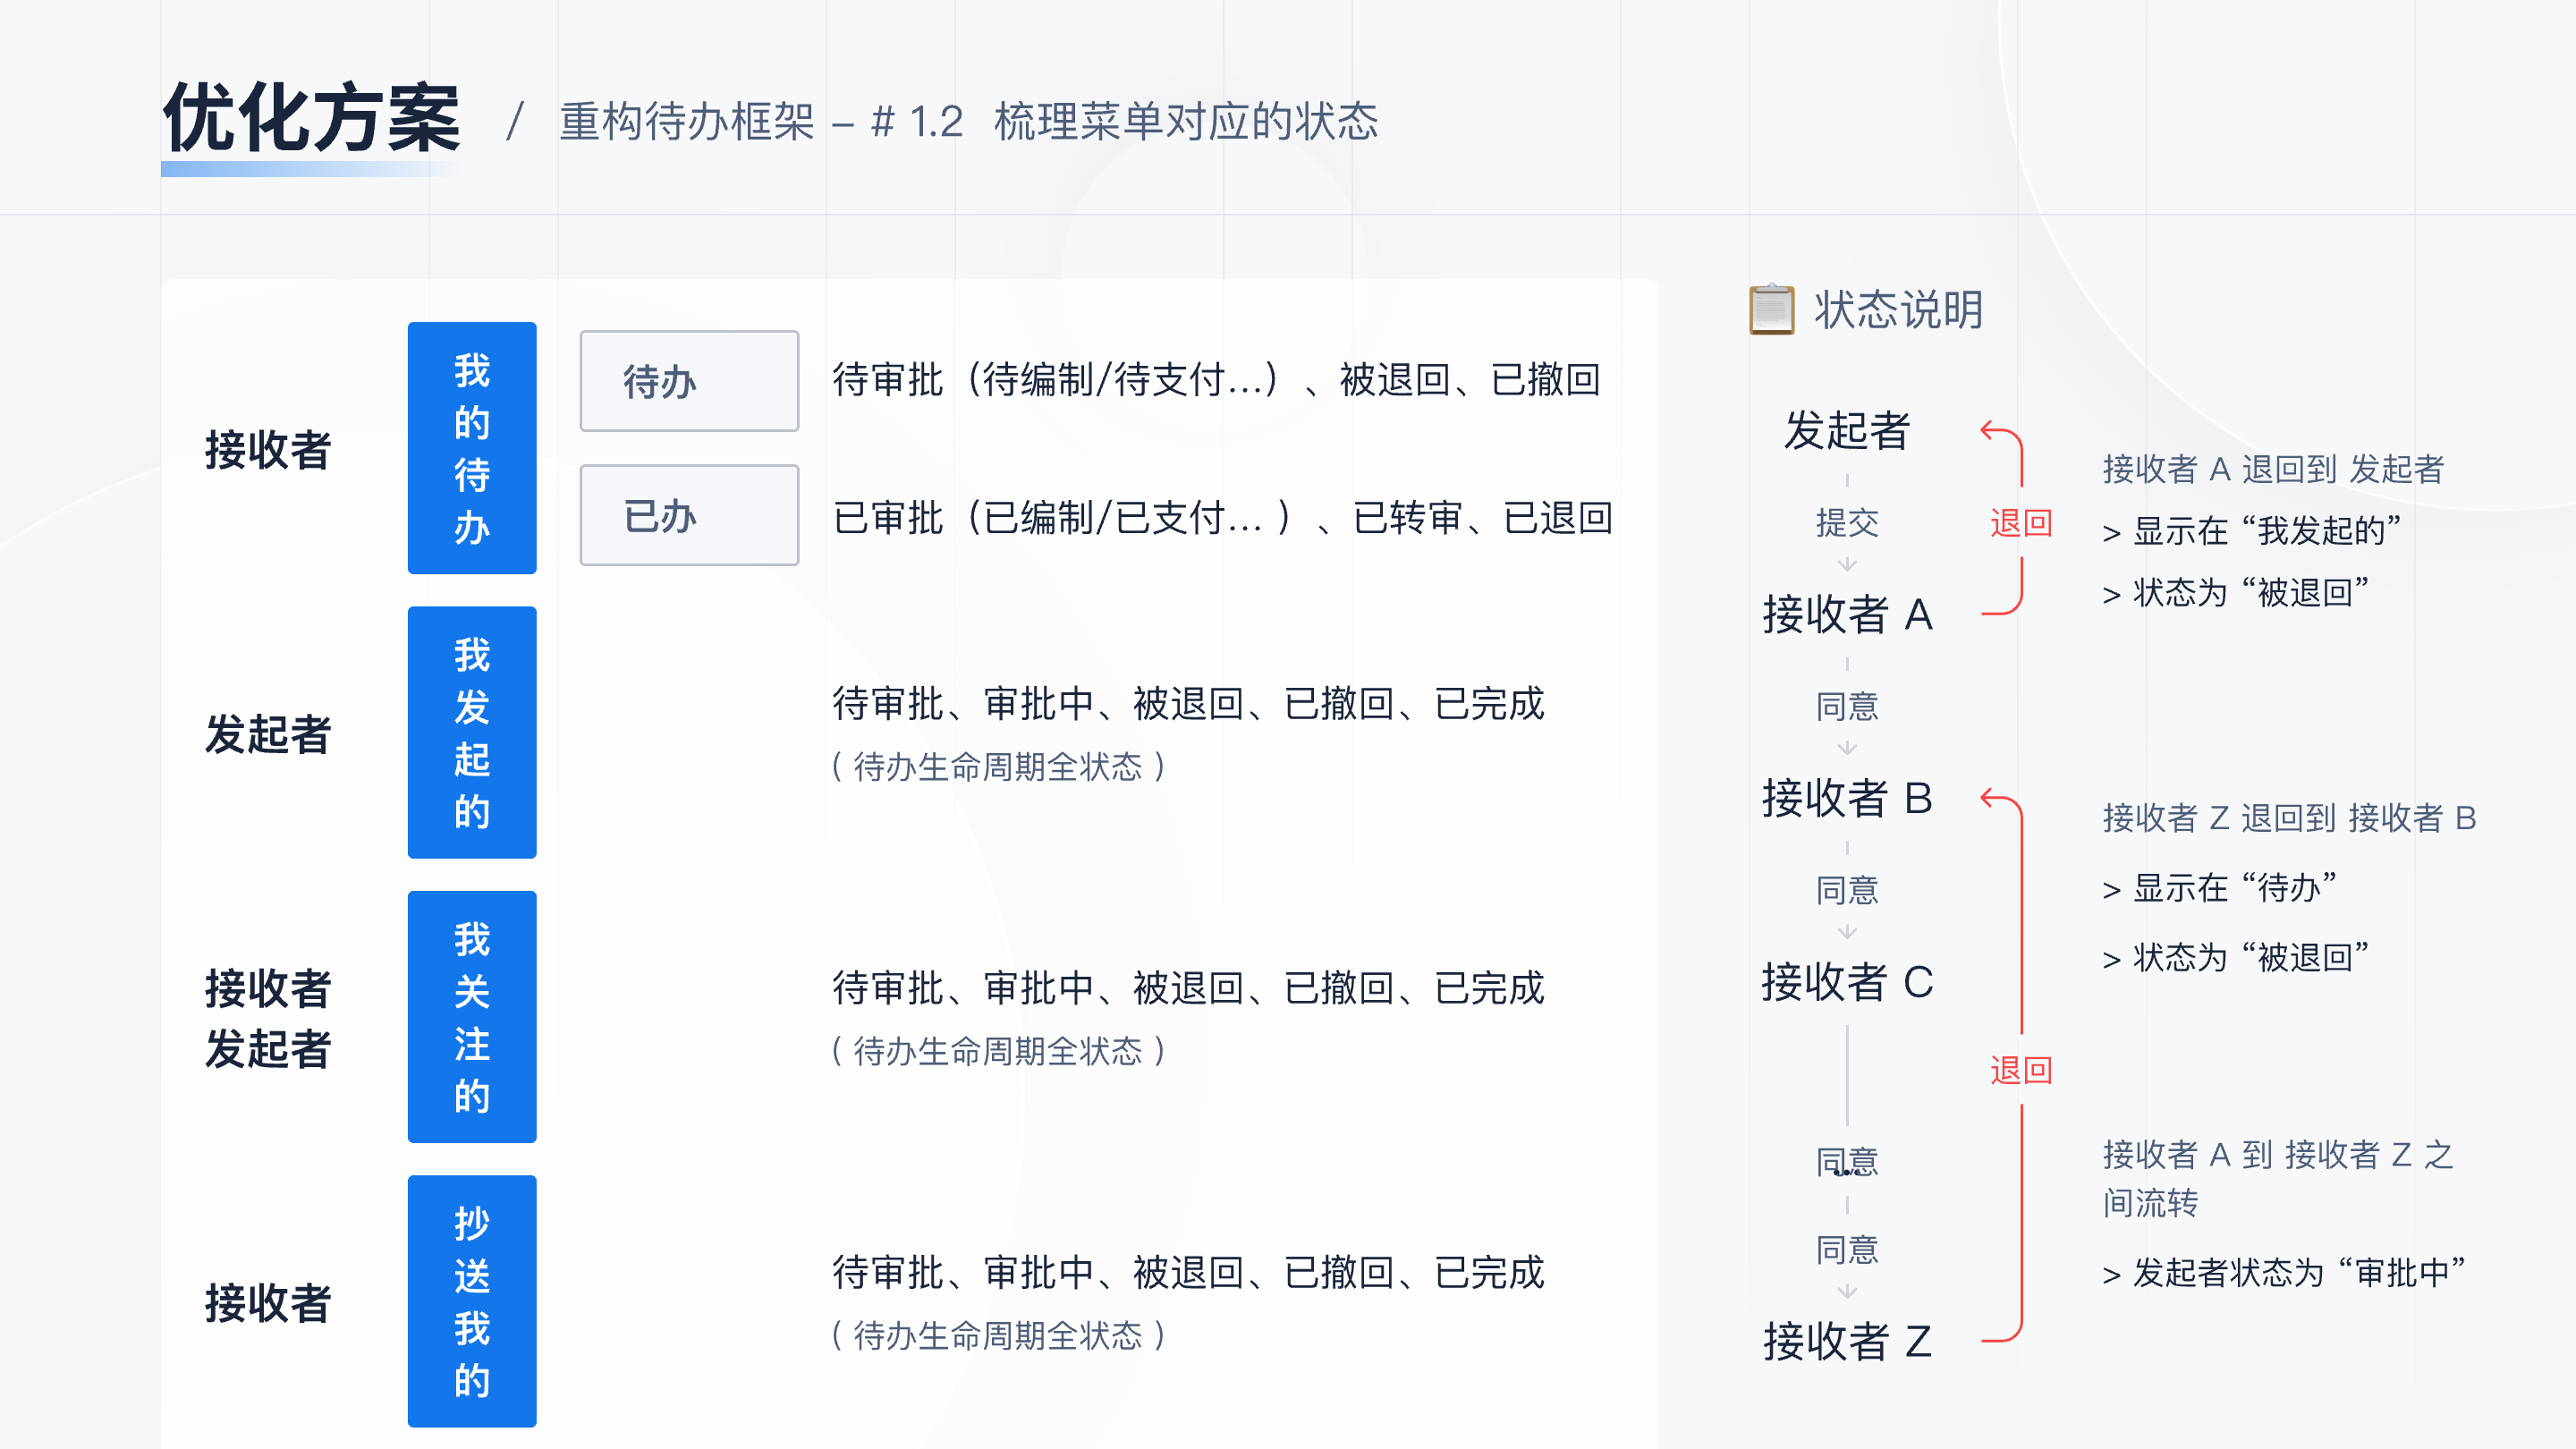 优化方案 / 重构待办框架 – # 1.2 梳理菜单对应的状态
接收者
我的待办
待办
待审批（待编制/待支付...）、被退回、已撤回
已办
已审批（已编制/已支付... ）、已转审、已退回
发起者
我发起的
待审批、审批中、被退回、已撤回、已完成
( 待办生命周期全状态 )
接收者
发起者
我关注的
待审批、审批中、被退回、已撤回、已完成
( 待办生命周期全状态 )
接收者
抄送我的
待审批、审批中、被退回、已撤回、已完成
( 待办生命周期全状态 )
状态说明
发起者
提交
接收者 A
同意
接收者 B
同意
接收者 C
同意
...
同意
接收者 Z
退回
退回
接收者 A 退回到 发起者
> 显示在 “我发起的”
> 状态为 “被退回”
接收者 Z 退回到 接收者 B
> 显示在 “待办”
> 状态为 “被退回”
接收者 A 到 接收者 Z 之
间流转
> 发起者状态为 “审批中”